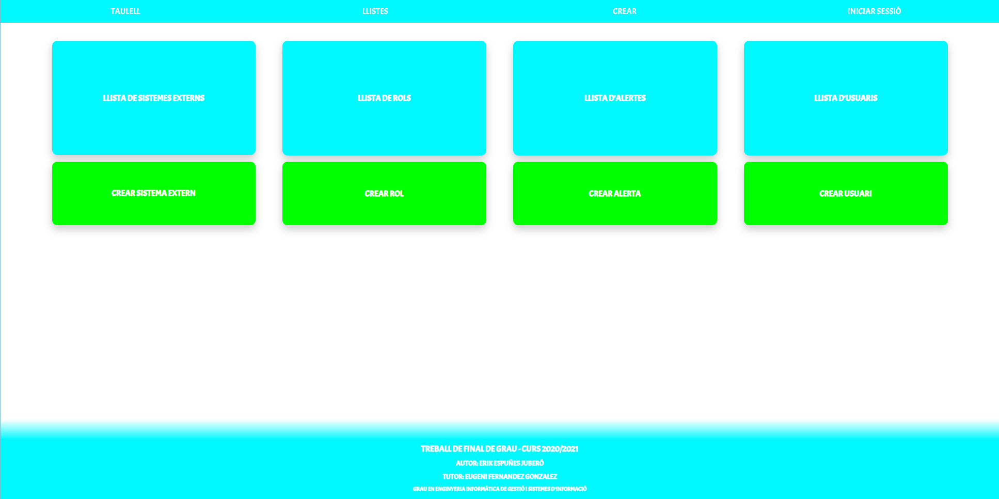 TAULELL
LLISTES
CREAR
INICIAR SESSIÓ
LLISTA DE SISTEMES EXTERNS
LLISTA DE ROLS
LLISTA D'ALERTES
LLISTA D'USUARIS
CREAR SISTEMA EXTERN
CREAR ROL
CREAR ALERTA
CREAR USUARI
TREBALL DE FINAL DE GRAU - CURS 2020/2021
AUTOR: ERIK ESPUÑES JUBERÓ
TUTOR: EUGENI FERNANDEZ GONZALEZ
GRAU EN ENGINYERIA INFORMÀTICA DE GESTIÓ I SISTEMES D'INFORMACIÓ